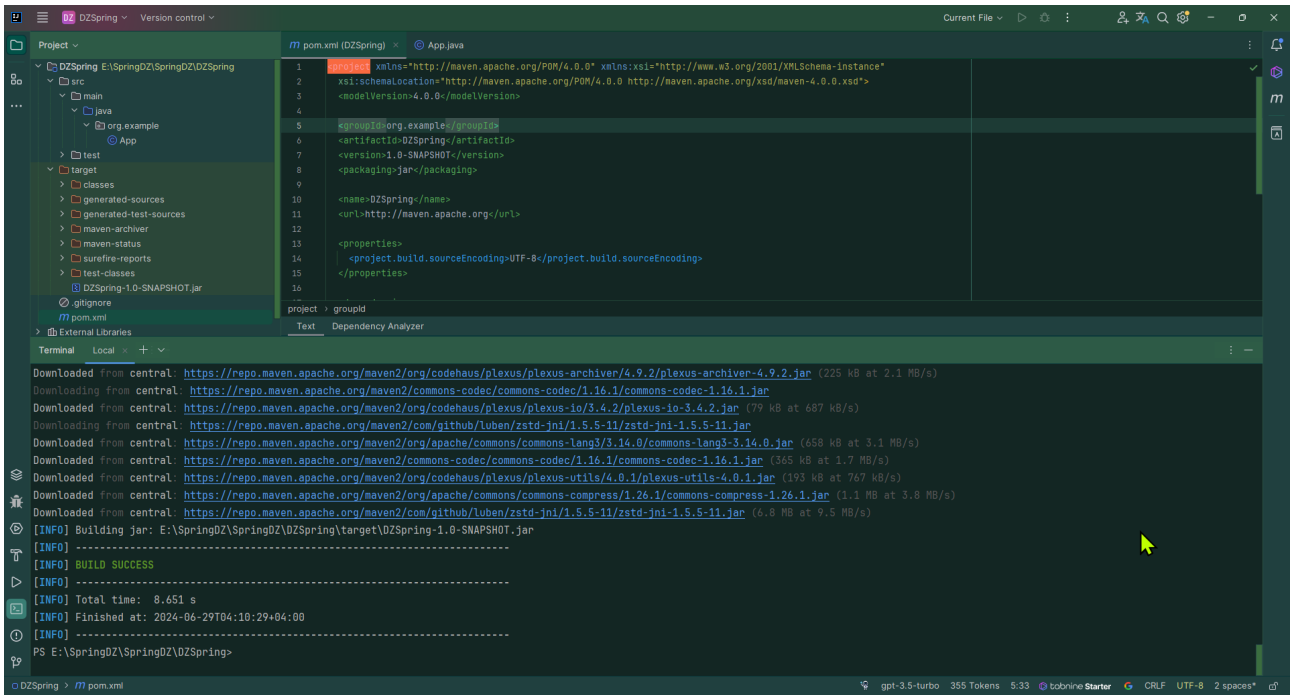 DZ DZSpring Version control Current File
Project
pom.xml (DZSpring) App.java
DZSpring E:\SpringDZ\SpringDZ\DZSpring
src
main
java
org.example
App
test
target
classes
generated-sources
generated-test-sources
maven-archiver
maven-status
surefire-reports
test-classes
DZSpring-1.0-SNAPSHOT.jar
.gitignore
pom.xml
External Libraries
1 <project xmlns="http://maven.apache.org/POM/4.0.0" xmlns:xsi="http://www.w3.org/2001/XMLSchema-instance"
2 xsi:schemaLocation="http://maven.apache.org/POM/4.0.0 http://maven.apache.org/xsd/maven-4.0.0.xsd">
3 <modelVersion>4.0.0</modelVersion>
4
5 <groupId>org.example</groupId>
6 <artifactId>DZSpring</artifactId>
7 <version>1.0-SNAPSHOT</version>
8 <packaging>jar</packaging>
9
10 <name>DZSpring</name>
11 <url>http://maven.apache.org</url>
12
13 <properties>
14 <project.build.sourceEncoding>UTF-8</project.build.sourceEncoding>
15 </properties>
16
project > groupId
Text Dependency Analyzer
Terminal Local
Downloaded from central: https://repo.maven.apache.org/maven2/org/codehaus/plexus/plexus-archiver/4.9.2/plexus-archiver-4.9.2.jar (225 kB at 2.1 MB/s)
Downloading from central: https://repo.maven.apache.org/maven2/commons-codec/commons-codec/1.16.1/commons-codec-1.16.1.jar
Downloaded from central: https://repo.maven.apache.org/maven2/org/codehaus/plexus/plexus-io/3.4.2/plexus-io-3.4.2.jar (79 kB at 687 kB/s)
Downloading from central: https://repo.maven.apache.org/maven2/com/github/luben/zstd-jni/1.5.5-11/zstd-jni-1.5.5-11.jar
Downloaded from central: https://repo.maven.apache.org/maven2/org/apache/commons/commons-lang3/3.14.0/commons-lang3-3.14.0.jar (658 kB at 3.1 MB/s)
Downloaded from central: https://repo.maven.apache.org/maven2/commons-codec/commons-codec/1.16.1/commons-codec-1.16.1.jar (365 kB at 1.7 MB/s)
Downloaded from central: https://repo.maven.apache.org/maven2/org/codehaus/plexus/plexus-utils/4.0.1/plexus-utils-4.0.1.jar (193 kB at 767 kB/s)
Downloaded from central: https://repo.maven.apache.org/maven2/org/apache/commons/commons-compress/1.26.1/commons-compress-1.26.1.jar (1.1 MB at 3.8 MB/s)
Downloaded from central: https://repo.maven.apache.org/maven2/com/github/luben/zstd-jni/1.5.5-11/zstd-jni-1.5.5-11.jar (6.8 MB at 9.5 MB/s)
[INFO] Building jar: E:\SpringDZ\SpringDZ\DZSpring\target\DZSpring-1.0-SNAPSHOT.jar
[INFO] ------------------------------------------------------------------------
[INFO] BUILD SUCCESS
[INFO] ------------------------------------------------------------------------
[INFO] Total time:  8.651 s
[INFO] Finished at: 2024-06-29T04:10:29+04:00
[INFO] ------------------------------------------------------------------------
PS E:\SpringDZ\SpringDZ\DZSpring>
DZSpring > pom.xml gpt-3.5-turbo 355 Tokens 5:33 tabnine Starter CRLF UTF-8 2 spaces*